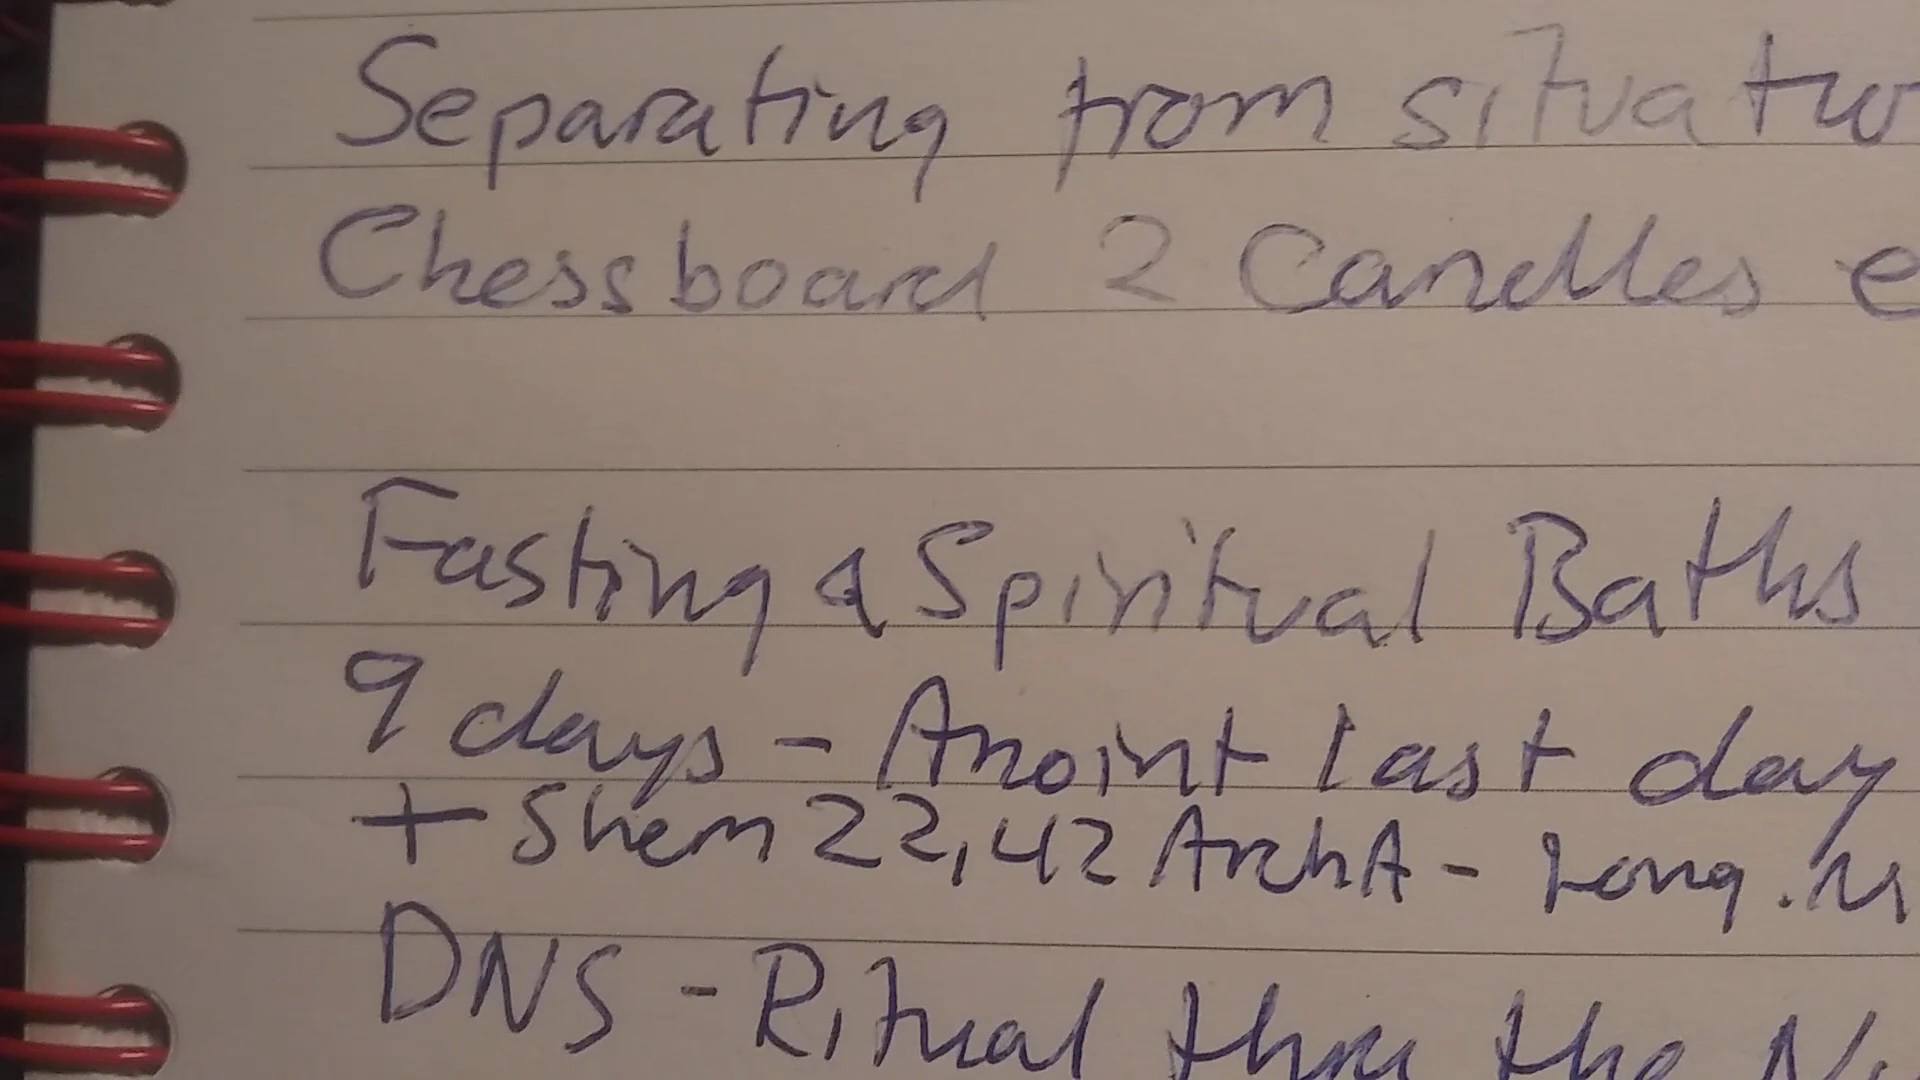 Separating from situatio
Chessboard 2 Candles e
Fasting & Spiritual Baths
9 days - Anoint last day
+ Shem 22,42 ArchA - Long.
DNS - Ritual thru the